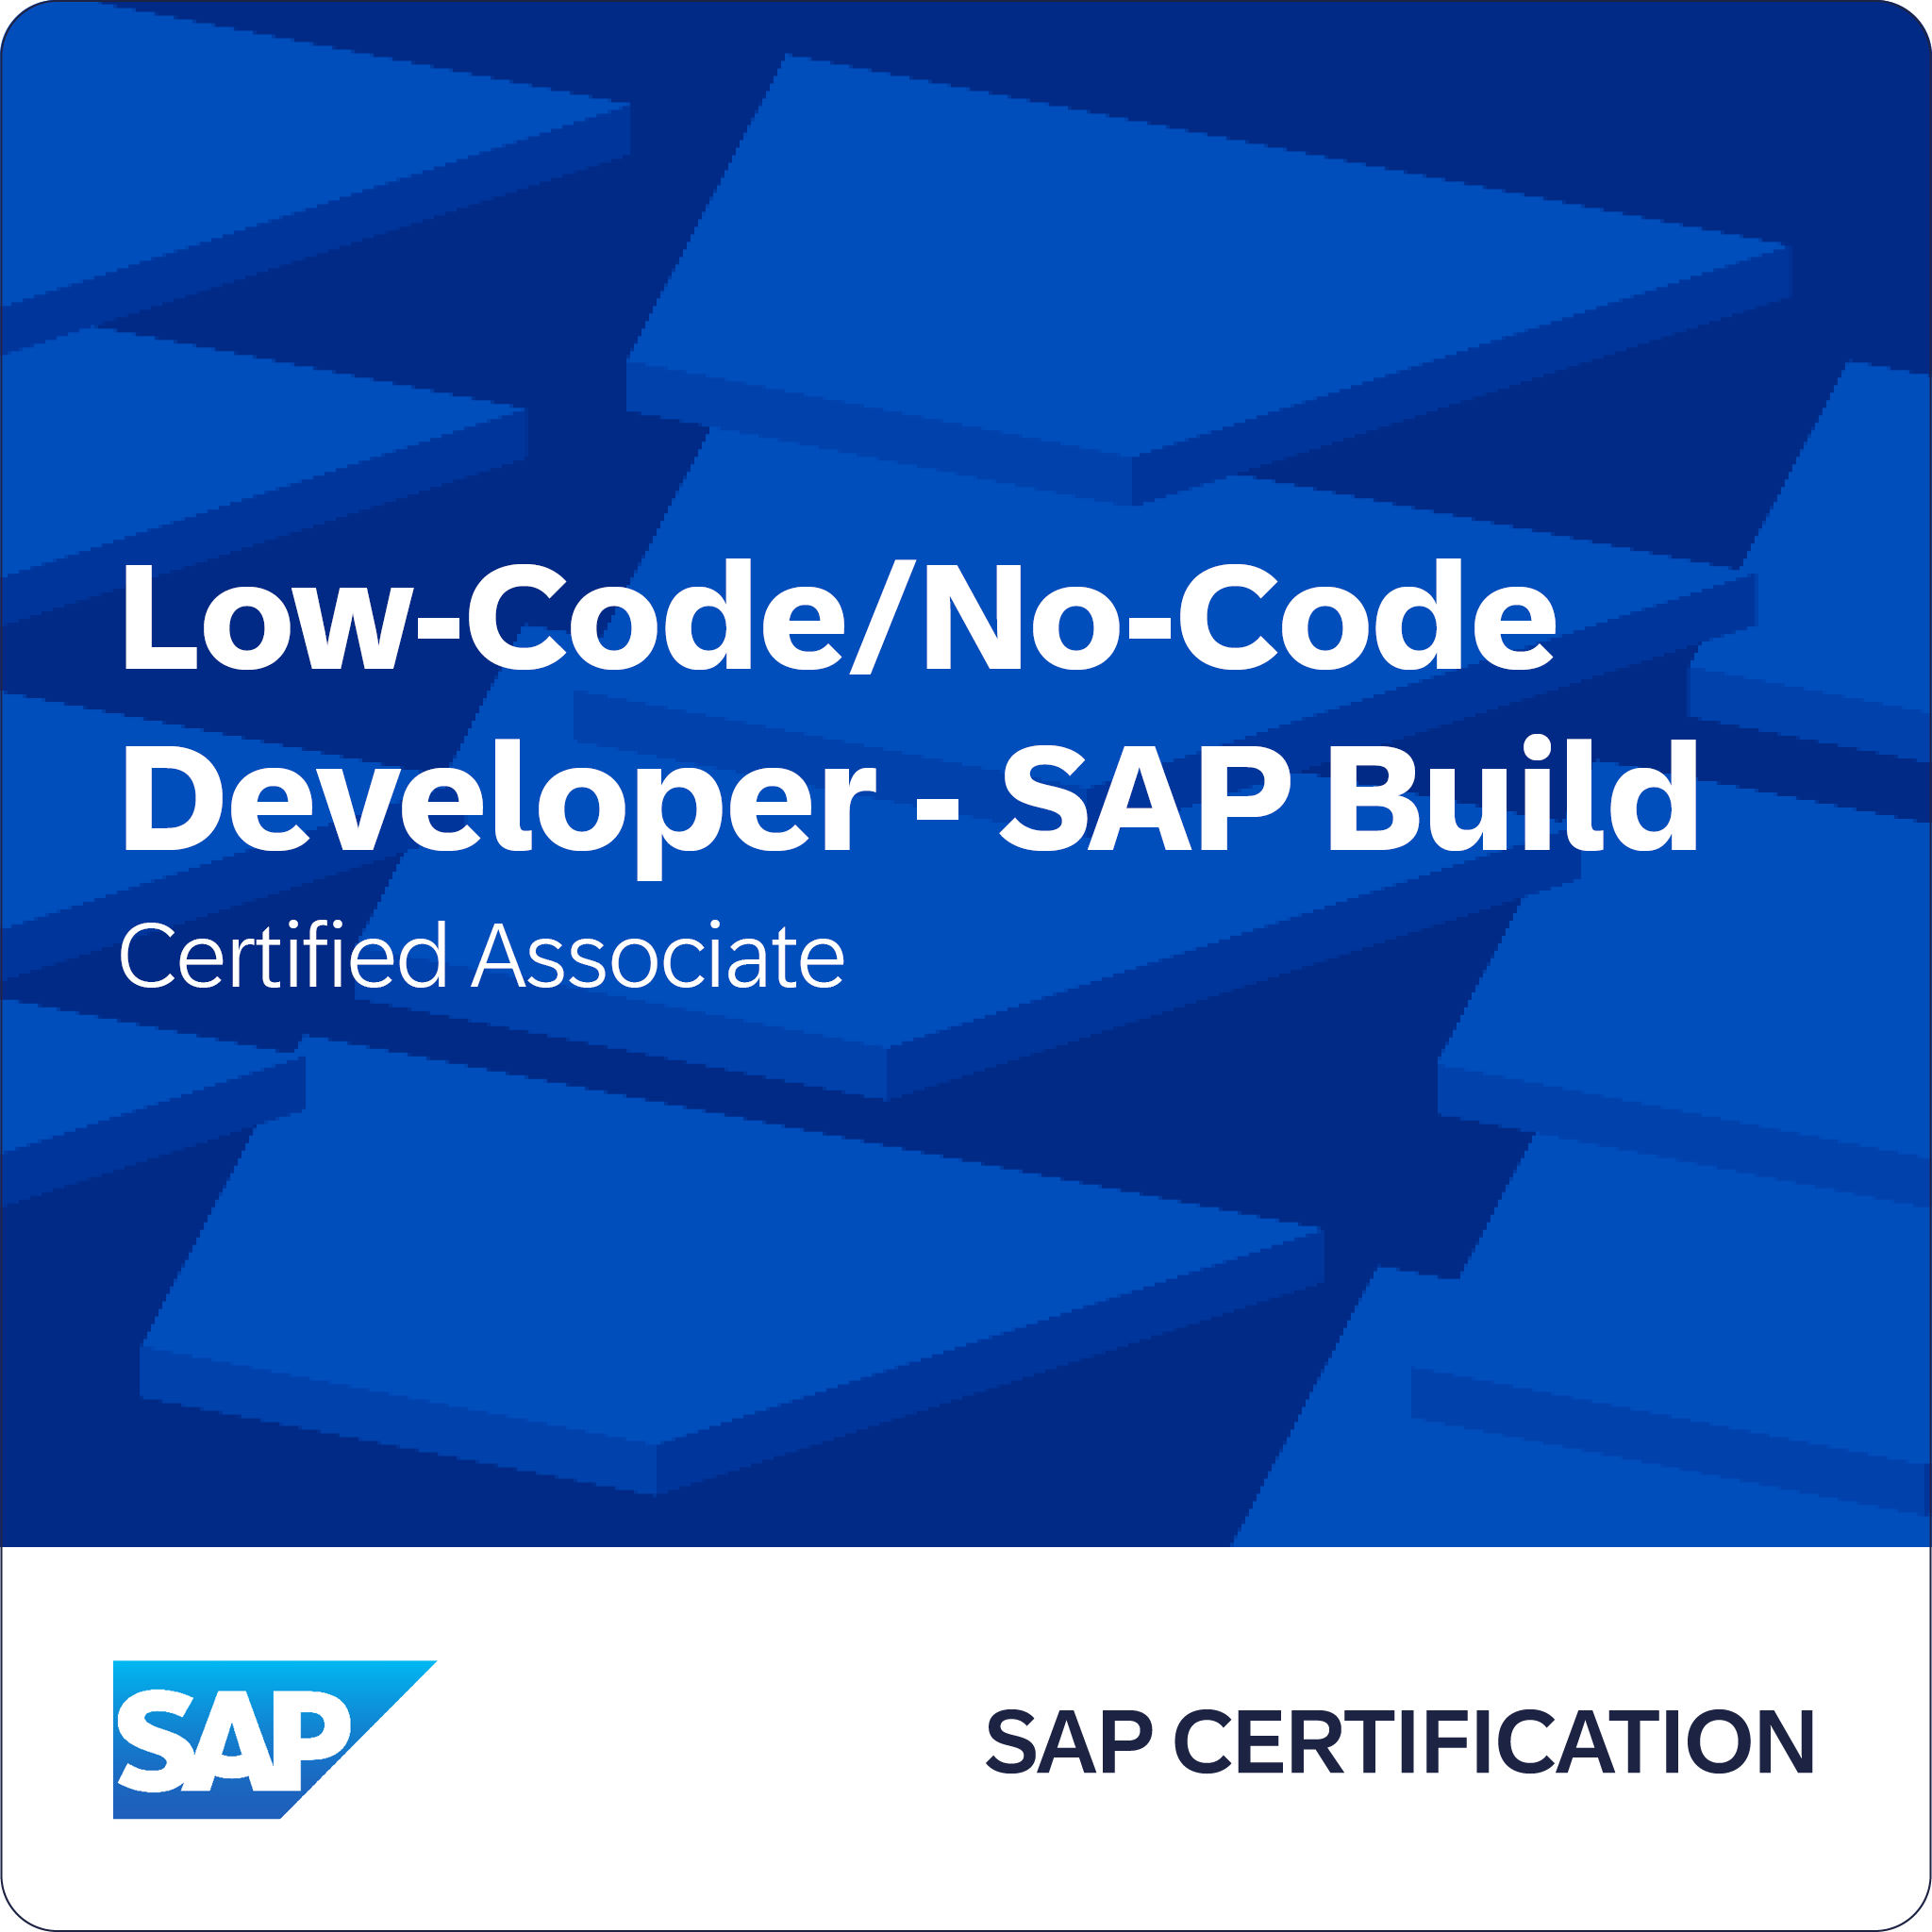 Low-Code/No-Code
Developer - SAP Build
Certified Associate
SAP
SAP CERTIFICATION